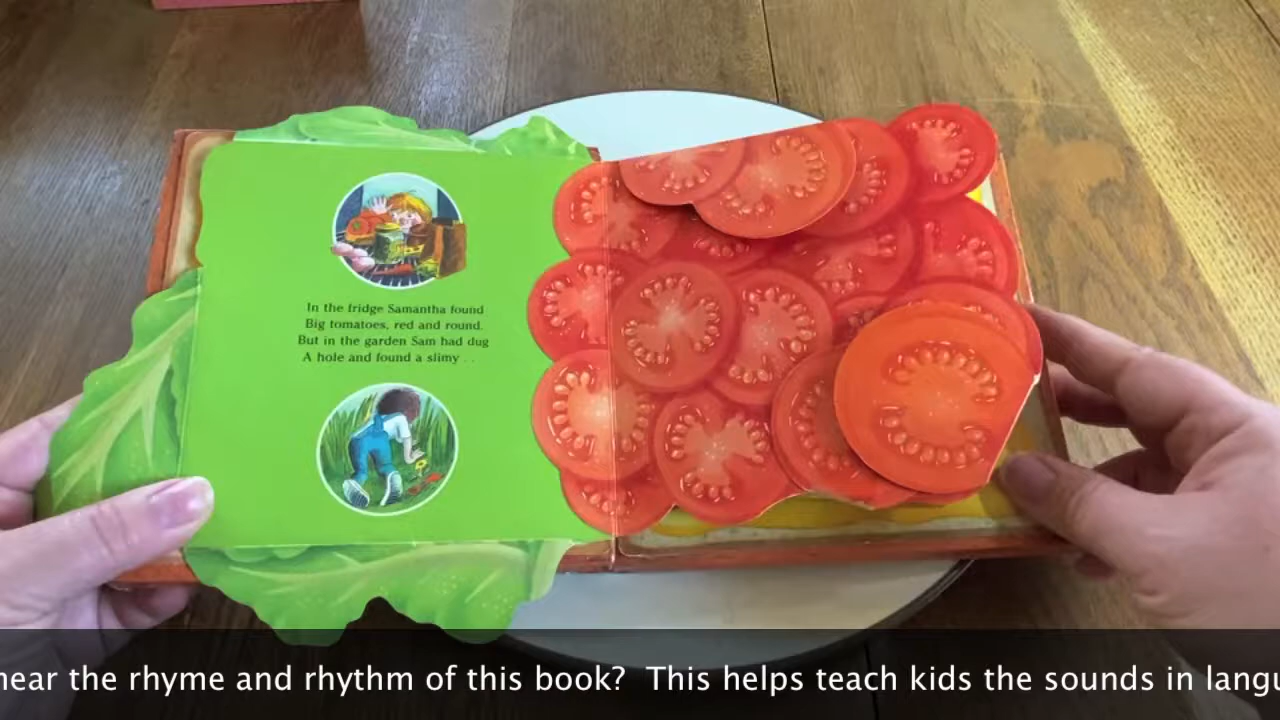 In the fridge Samantha found
Big tomatoes, red and round.
But in the garden Sam had dug
A hole and found a slimy . .
hear the rhyme and rhythm of this book?  This helps teach kids the sounds in langu